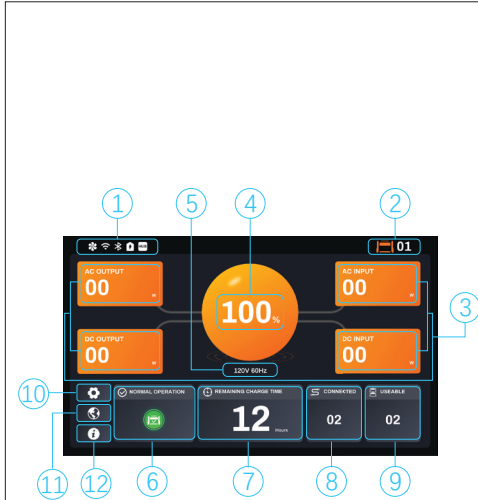 1
5
4
2
01
AC OUTPUT
00
W
100%
AC INPUT
00
W
3
DC OUTPUT
00
W
DC INPUT
00
W
120V 60Hz
10
NORMAL OPERATION
REMAINING CHARGE TIME
12
Hours
CONNEKTED
02
USEABLE
02
11
12
6
7
8
9